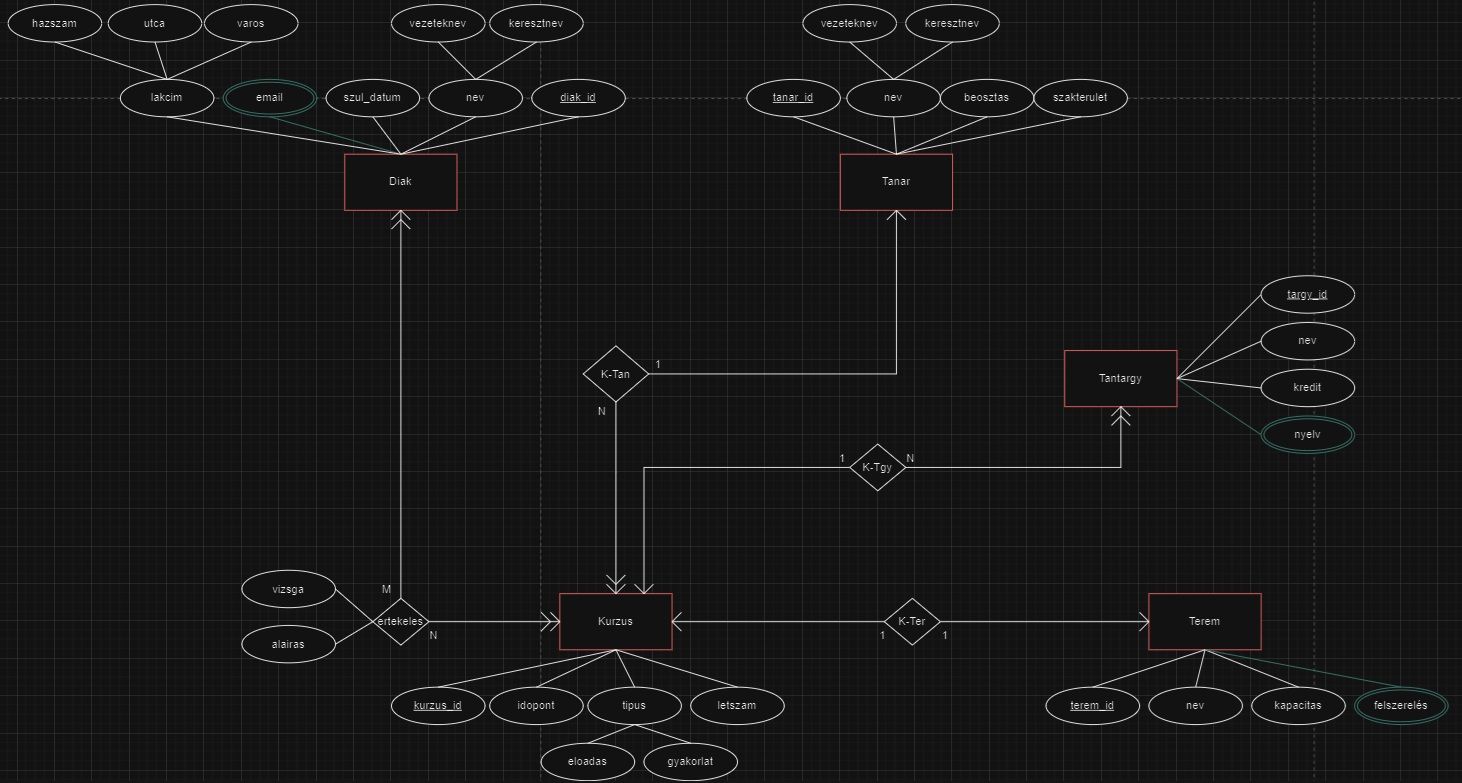 hazszam
utca
varos
vezeteknev
keresztnev
vezeteknev
keresztnev
lakcim
email
szul_datum
nev
diak_id
tanar_id
nev
beosztas
szakterulet
Diak
Tanar
targy_id
nev
kredit
nyelv
Tantargy
K-Tan
1
N
1
K-Tgy
N
vizsga
alairas
M
ertekeles
N
Kurzus
1
K-Ter
1
Terem
kurzus_id
idopont
tipus
letszam
terem_id
nev
kapacitas
felszerelés
eloadas
gyakorlat